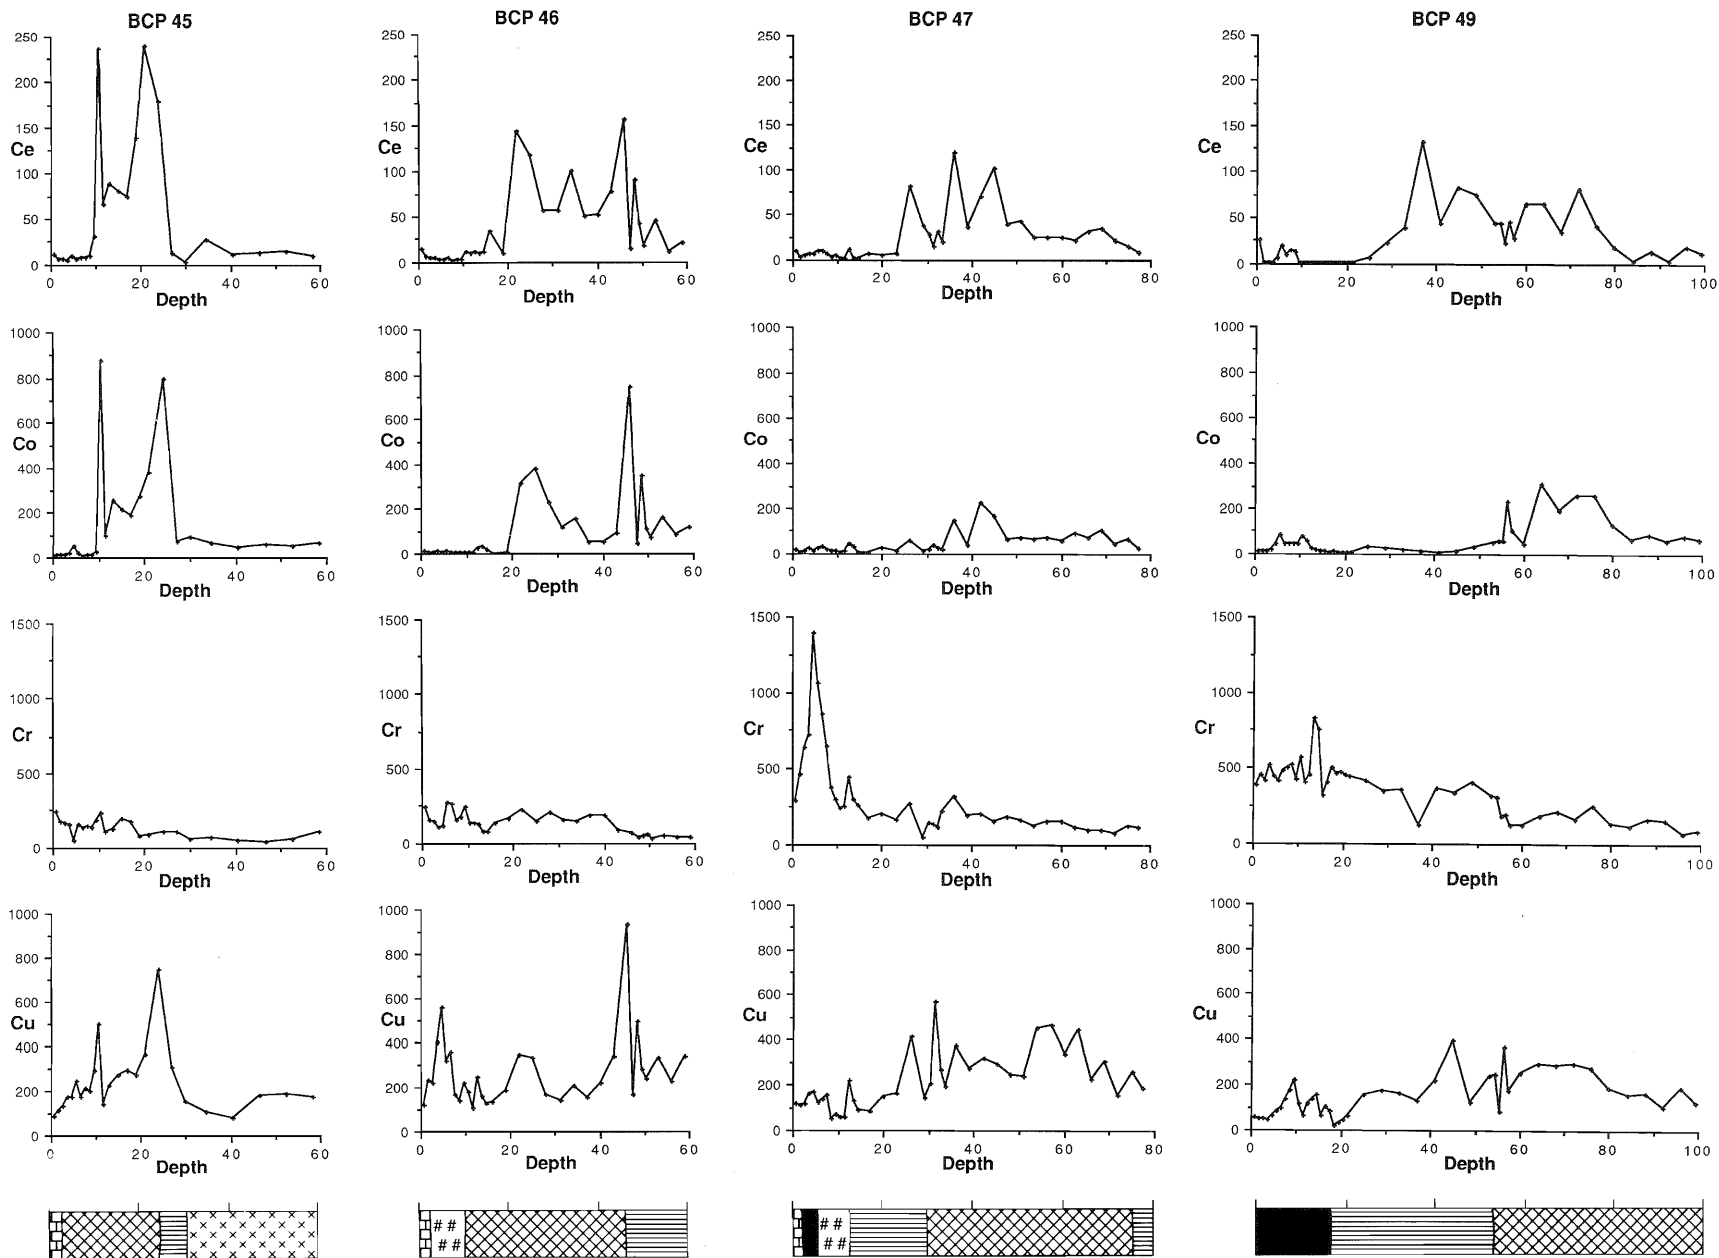 BCP 45 BCP 46 BCP 47 BCP 49
250 250 250 250
200 200 200 200
150 150 150 150
Ce Ce Ce Ce
100 100 100 100
50 50 50 50
0 0 0 0
0 20 40 60 0 20 40 60 0 20 40 60 80 0 20 40 60 80 100
Depth Depth Depth Depth
1000 1000 1000 1000
800 800 800 800
600 600 600 600
Co Co Co Co
400 400 400 400
200 200 200 200
0 0 0 0
0 20 40 60 0 20 40 60 0 20 40 60 80 0 20 40 60 80 100
Depth Depth Depth Depth
1500 1500 1500 1500
1000 1000 1000 1000
Cr Cr Cr Cr
500 500 500 500
0 0 0 0
0 20 40 60 0 20 40 60 0 20 40 60 80 0 20 40 60 80 100
Depth Depth Depth Depth
1000 1000 1000 1000
800 800 800 800
600 600 600 600
Cu Cu Cu Cu
400 400 400 400
200 200 200 200
0 0 0 0
0 20 40 60 0 20 40 60 0 20 40 60 80 0 20 40 60 80 100
Depth Depth Depth Depth
# # # #
# # # #